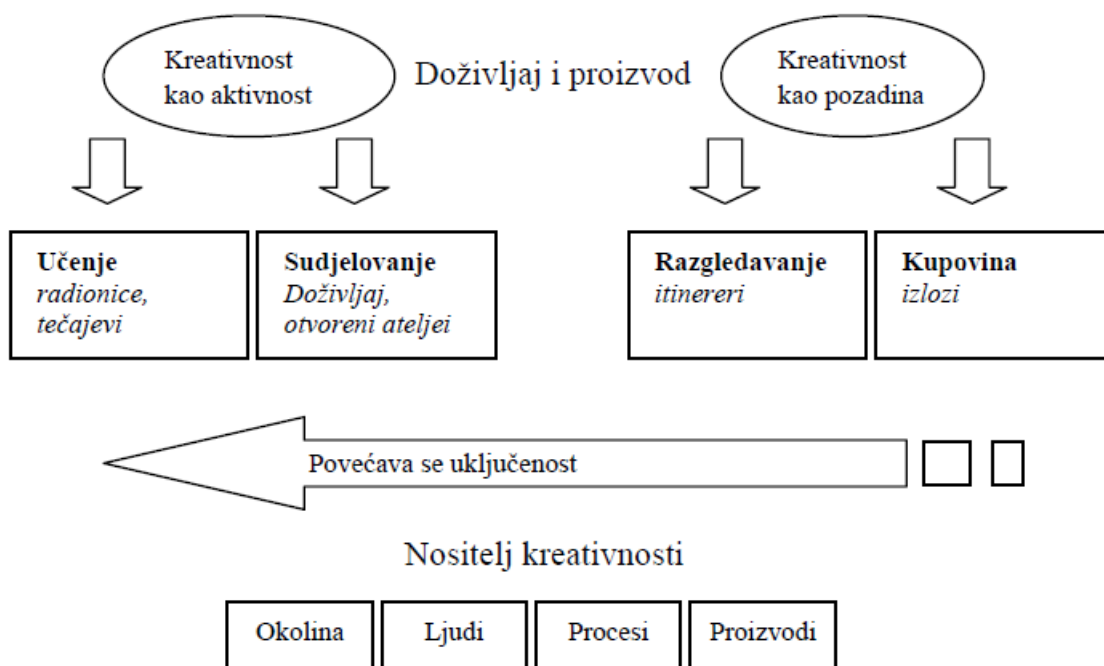 Kreativnost
kao aktivnost
Doživljaj i proizvod
Kreativnost
kao pozadina
Učenje
radionice,
tečajevi
Sudjelovanje
Doživljaj,
otvoreni ateljei
Razgledavanje
itinereri
Kupovina
izlozi
Povećava se uključenost
Nositelj kreativnosti
Okolina
Ljudi
Procesi
Proizvodi